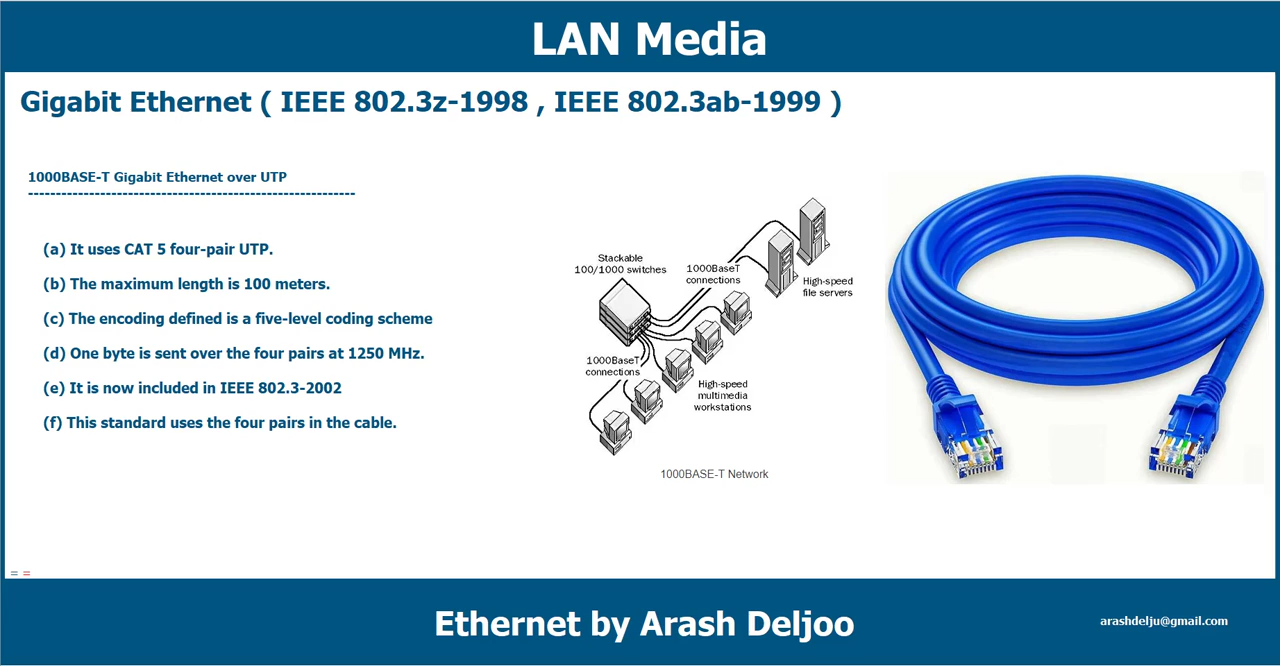 LAN Media
Gigabit Ethernet ( IEEE 802.3z-1998 , IEEE 802.3ab-1999 )
1000BASE-T Gigabit Ethernet over UTP
-----------------------------------------------------------
(a) It uses CAT 5 four-pair UTP.
(b) The maximum length is 100 meters.
(c) The encoding defined is a five-level coding scheme
(d) One byte is sent over the four pairs at 1250 MHz.
(e) It is now included in IEEE 802.3-2002
(f) This standard uses the four pairs in the cable.
Stackable
100/1000 switches
1000BaseT
connections
High-speed
file servers
1000BaseT
connections
High-speed
multimedia
workstations
1000BASE-T Network
= =
Ethernet by Arash Deljoo
arashdelju@gmail.com